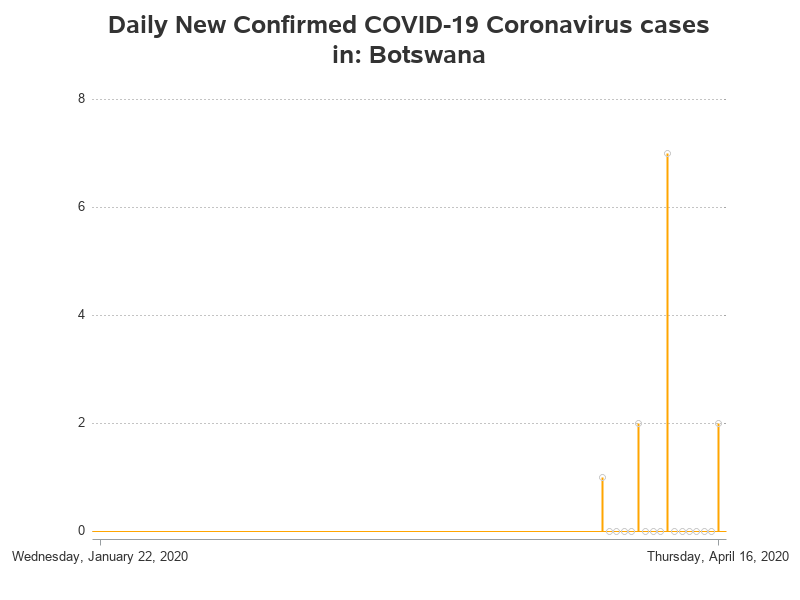 Daily New Confirmed COVID-19 Coronavirus cases
in: Botswana
8
6
4
2
0
Wednesday, January 22, 2020
Thursday, April 16, 2020